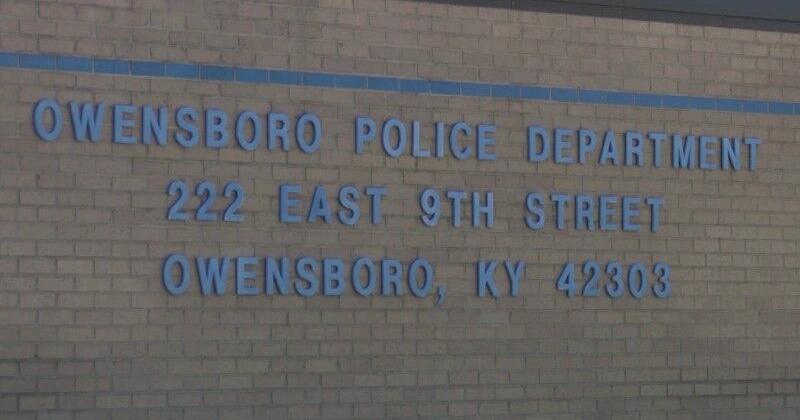 OWENSBORO POLICE DEPARTMENT
222 EAST 9TH STREET
OWENSBORO, KY 42303